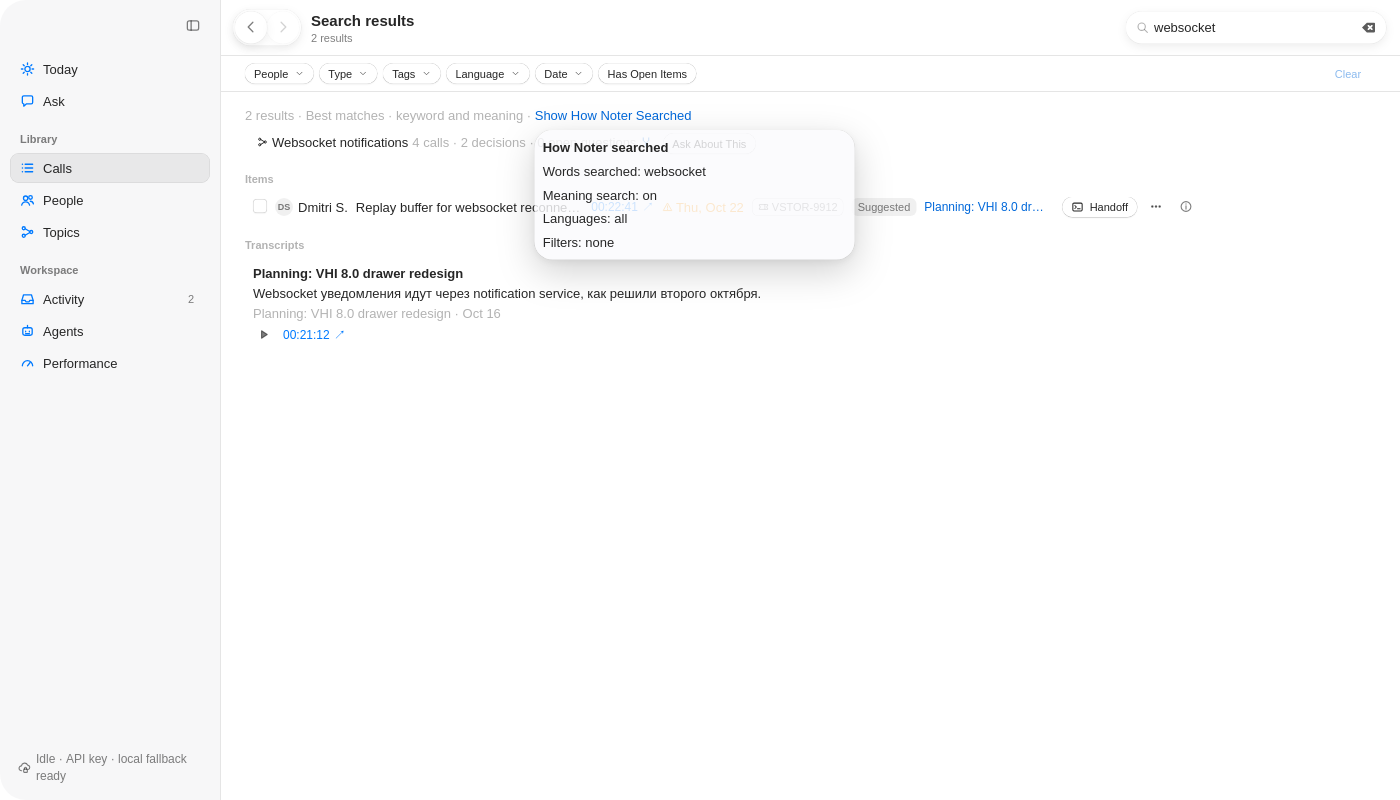 Search results
2 results
websocket
Today
Ask
Library
Calls
People
Topics
Workspace
Activity 2
Agents
Performance
Idle · API key · local fallback
ready
People Type Tags Language Date Has Open Items Clear
2 results · Best matches · keyword and meaning · Show How Noter Searched
Websocket notifications 4 calls · 2 decisions · Ask About This
How Noter searched
Words searched: websocket
Meaning search: on
Languages: all
Filters: none
Items
DS Dmitri S. Replay buffer for websocket reconne… 00:22:41 Thu, Oct 22 VSTOR-9912 Suggested Planning: VHI 8.0 dr… Handoff
Transcripts
Planning: VHI 8.0 drawer redesign
Websocket уведомления идут через notification service, как решили второго октября.
Planning: VHI 8.0 drawer redesign · Oct 16
00:21:12